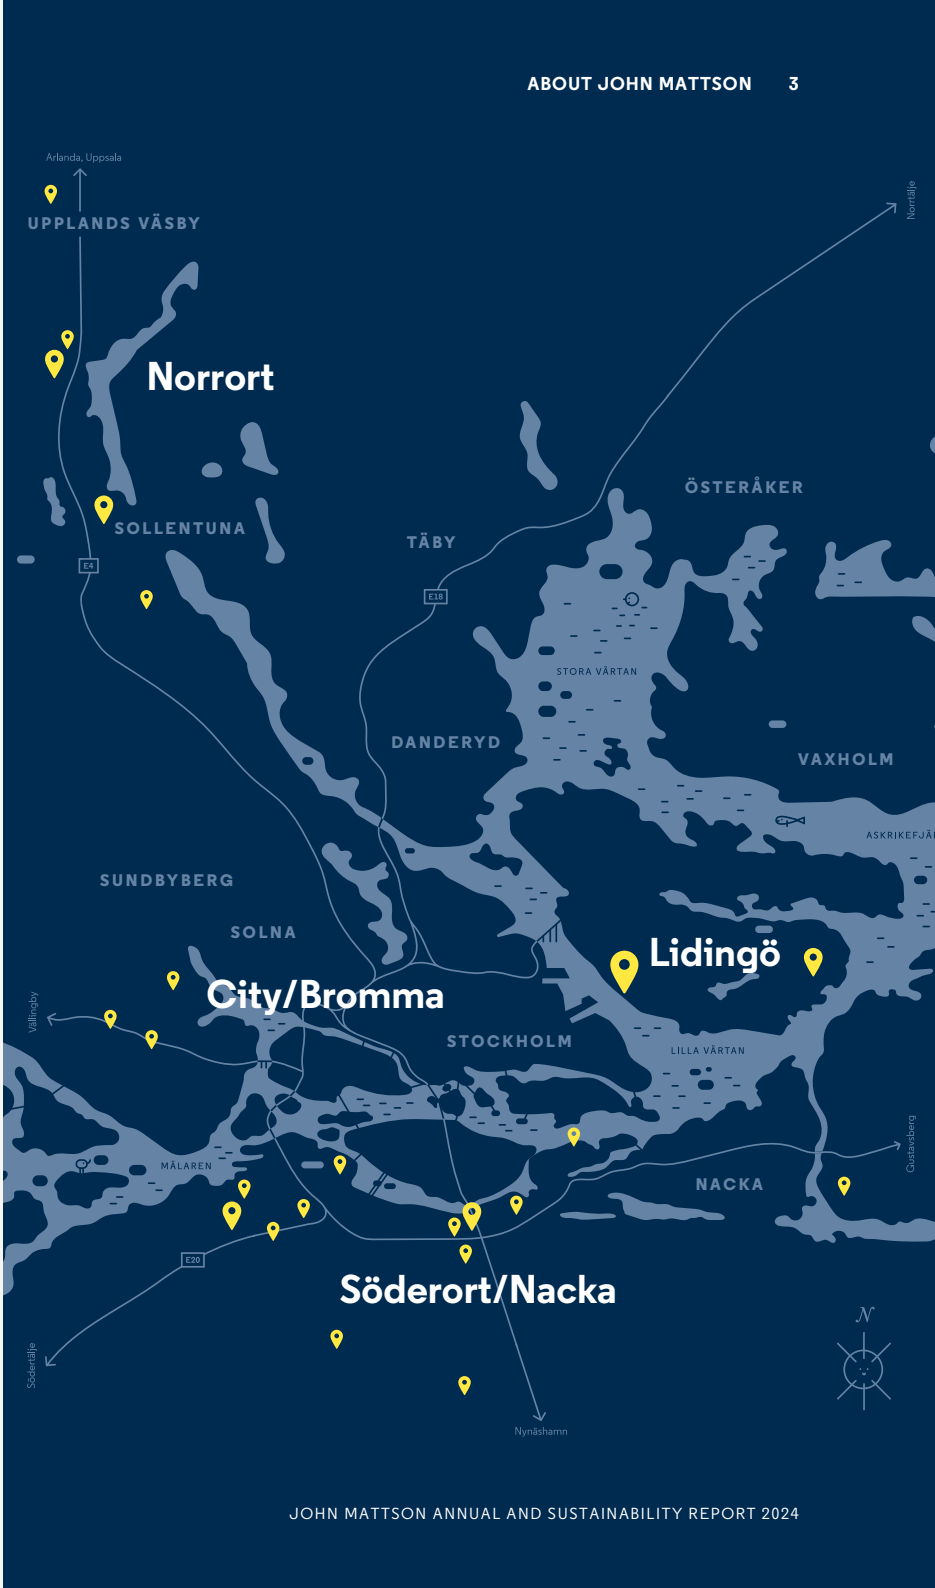 ABOUT JOHN MATTSON 3
Arlanda, Uppsala
Norrtälje
UPPLANDS VÄSBY
Norrort
ÖSTERÅKER
SOLLENTUNA
TÄBY
E4
E18
STORA VÄRTAN
DANDERYD
VAXHOLM
ASKRIKEFJÄR
SUNDBYBERG
SOLNA
Lidingö
City/Bromma
Vällingby
STOCKHOLM
LILLA VÄRTAN
Gustavsberg
MÄLAREN
NACKA
E20
Söderort/Nacka
N
Södertälje
Nynäshamn
JOHN MATTSON ANNUAL AND SUSTAINABILITY REPORT 2024